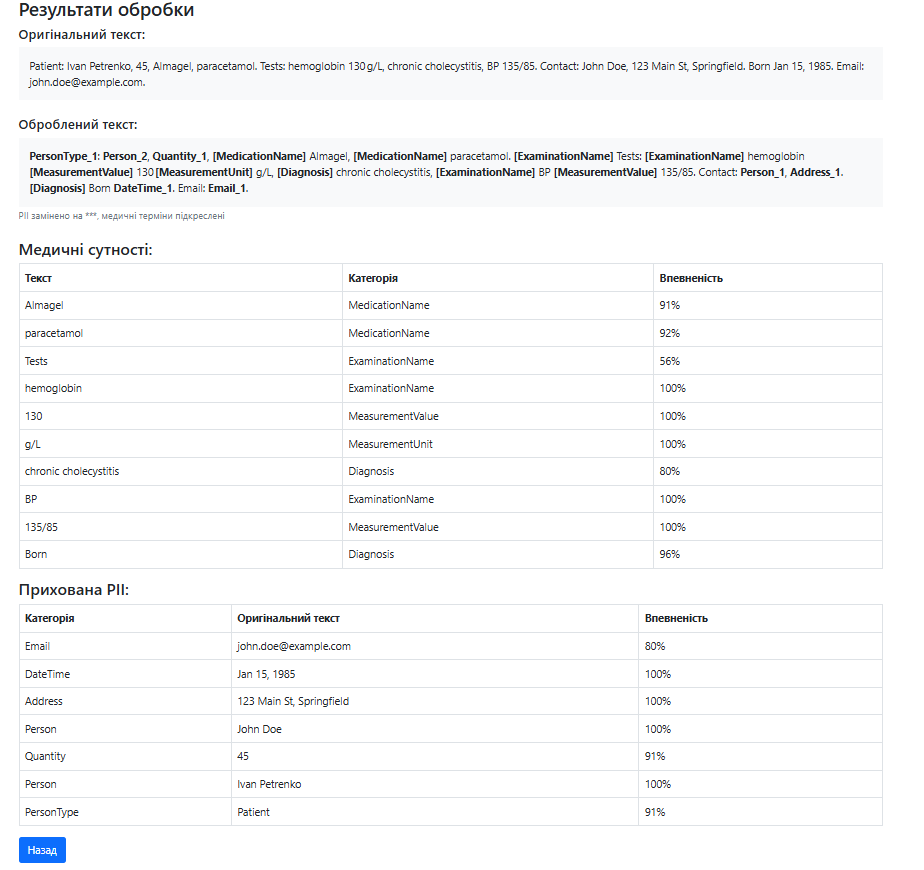 Результати обробки
Оригінальний текст:
Patient: Ivan Petrenko, 45, Almagel, paracetamol. Tests: hemoglobin 130 g/L, chronic cholecystitis, BP 135/85. Contact: John Doe, 123 Main St, Springfield. Born Jan 15, 1985. Email:
john.doe@example.com.
Оброблений текст:
PersonType_1: Person_2, Quantity_1, [MedicationName] Almagel, [MedicationName] paracetamol. [ExaminationName] Tests: [ExaminationName] hemoglobin
[MeasurementValue] 130 [MeasurementUnit] g/L, [Diagnosis] chronic cholecystitis, [ExaminationName] BP [MeasurementValue] 135/85. Contact: Person_1, Address_1.
[Diagnosis] Born DateTime_1. Email: Email_1.
PII замінено на ***, медичні терміни підкреслені
Медичні сутності:
Текст Категорія Впевненість
Almagel MedicationName 91%
paracetamol MedicationName 92%
Tests ExaminationName 56%
hemoglobin ExaminationName 100%
130 MeasurementValue 100%
g/L MeasurementUnit 100%
chronic cholecystitis Diagnosis 80%
BP ExaminationName 100%
135/85 MeasurementValue 100%
Born Diagnosis 96%
Прихована PII:
Категорія Оригінальний текст Впевненість
Email john.doe@example.com 80%
DateTime Jan 15, 1985 100%
Address 123 Main St, Springfield 100%
Person John Doe 100%
Quantity 45 91%
Person Ivan Petrenko 100%
PersonType Patient 91%
Назад